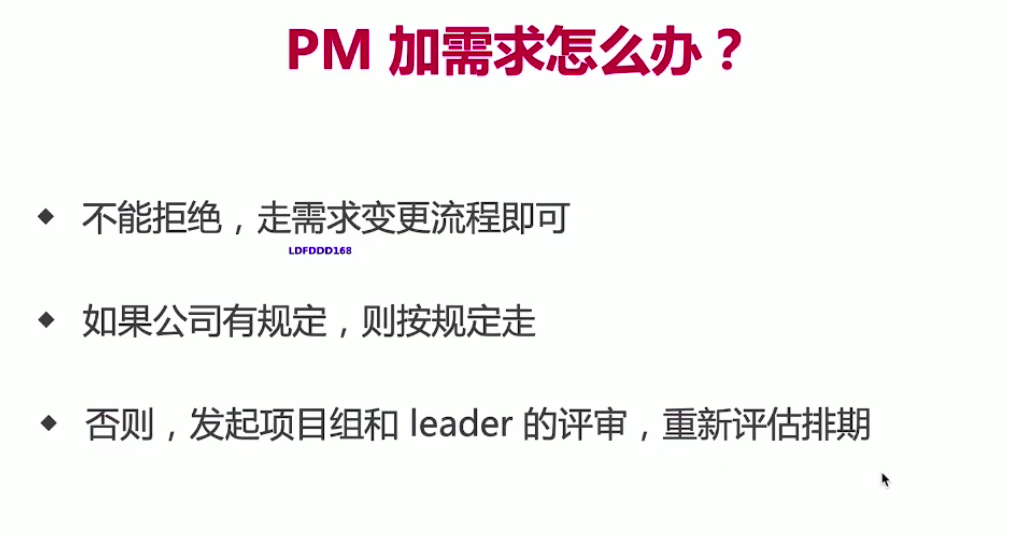 PM 加需求怎么办？
◆ 不能拒绝，走需求变更流程即可
LDFDDD168
◆ 如果公司有规定，则按规定走
◆ 否则，发起项目组和 leader 的评审，重新评估排期